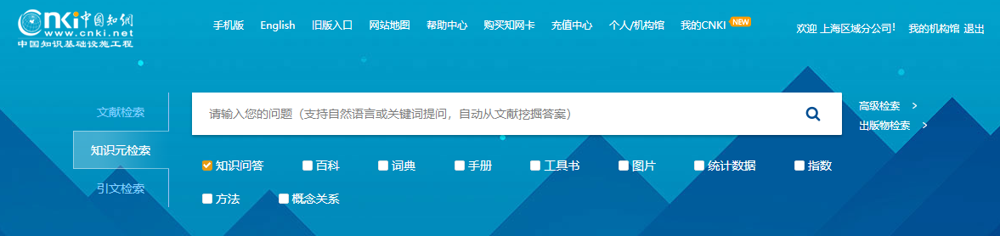 Cnki中国知网
www.cnki.net
中国知识基础设施工程
手机版 English 旧版入口 网站地图 帮助中心 购买知网卡 充值中心 个人/机构馆 我的CNKI NEW
欢迎 上海区域分公司! 我的机构馆 退出
文献检索
知识元检索
引文检索
请输入您的问题（支持自然语言或关键词提问，自动从文献挖掘答案）
高级检索 >
出版物检索 >
知识问答 百科 词典 手册 工具书 图片 统计数据 指数
方法 概念关系